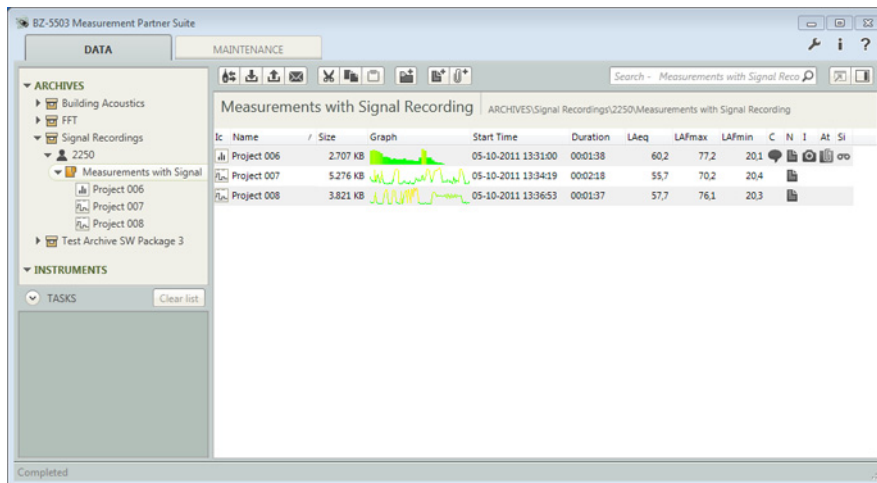 BZ-5503 Measurement Partner Suite
DATA
MAINTENANCE
i ?
ARCHIVES
Building Acoustics
FFT
Signal Recordings
2250
Measurements with Signal
Project 006
Project 007
Project 008
Test Archive SW Package 3
INSTRUMENTS
TASKS
Clear list
Search - Measurements with Signal Reco
Measurements with Signal Recording ARCHIVES\Signal Recordings\2250\Measurements with Signal Recording
Ic Name / Size Graph Start Time Duration LAeq LAFmax LAFmin C N I At Si
Project 006 2.707 KB 05-10-2011 13:31:00 00:01:38 60,2 77,2 20,1
Project 007 5.276 KB 05-10-2011 13:34:19 00:02:18 55,7 70,2 20,4
Project 008 3.821 KB 05-10-2011 13:36:53 00:01:37 57,7 76,1 20,3
Completed